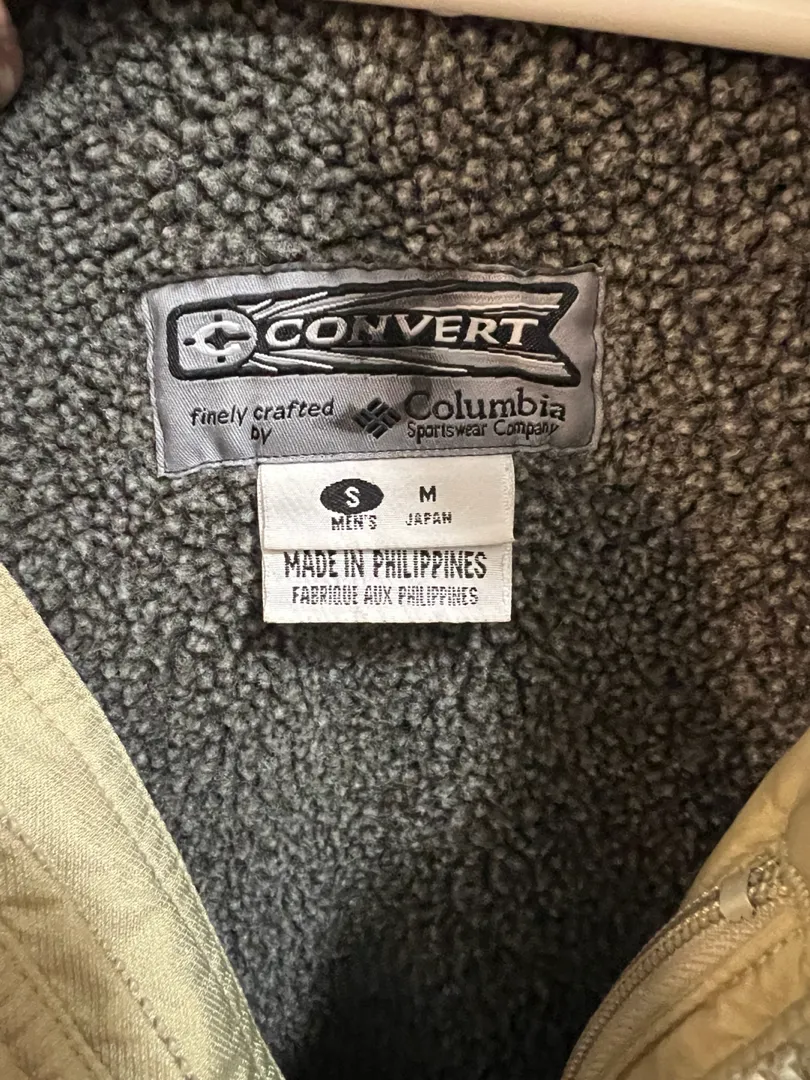 CONVERT
finely crafted
by
Columbia
Sportswear Company
S M
MEN'S JAPAN
MADE IN PHILIPPINES
FABRIQUE AUX PHILIPPINES